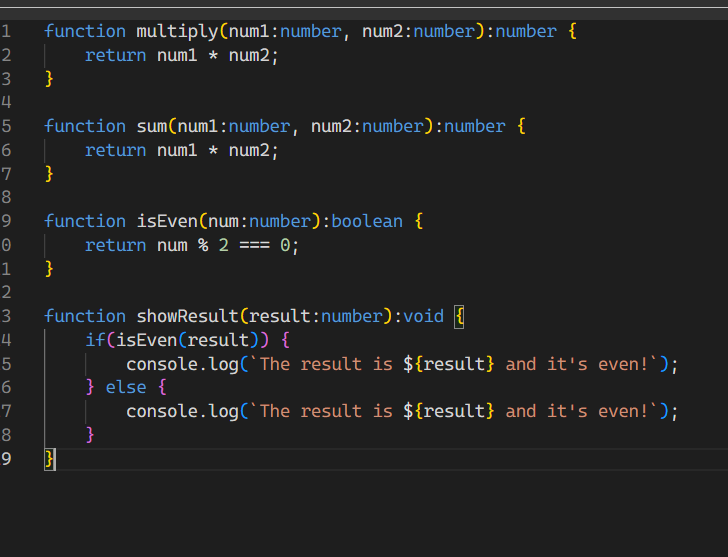 1 function multiply(num1:number, num2:number):number {
2     return num1 * num2;
3 }
4
5 function sum(num1:number, num2:number):number {
6     return num1 * num2;
7 }
8
9 function isEven(num:number):boolean {
0     return num % 2 === 0;
1 }
2
3 function showResult(result:number):void {
4     if(isEven(result)) {
5         console.log(`The result is ${result} and it's even!`);
6     } else {
7         console.log(`The result is ${result} and it's even!`);
8     }
9 }